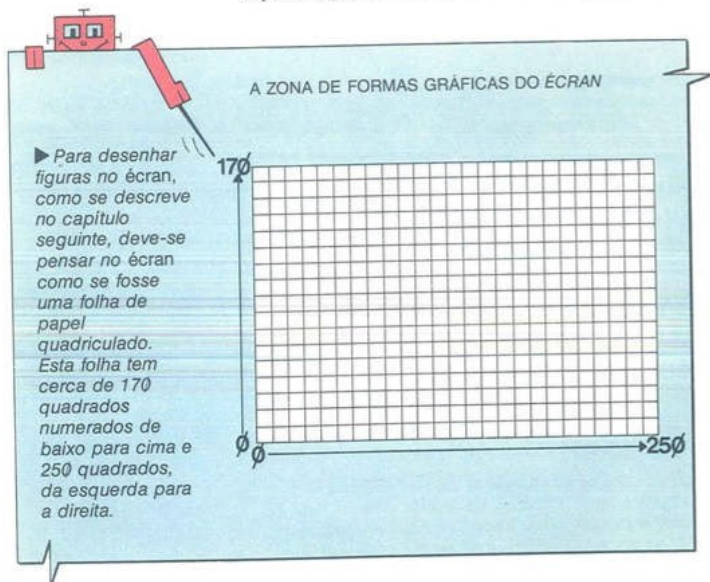 A ZONA DE FORMAS GRÁFICAS DO ÉCRAN
▶ Para desenhar
figuras no écran,
como se descreve
no capítulo
seguinte, deve-se
pensar no écran
como se fosse
uma folha de
papel
quadriculado.
Esta folha tem
cerca de 170
quadrados
numerados de
baixo para cima e
250 quadrados,
da esquerda para
a direita.
17Ø
Ø
Ø
25Ø